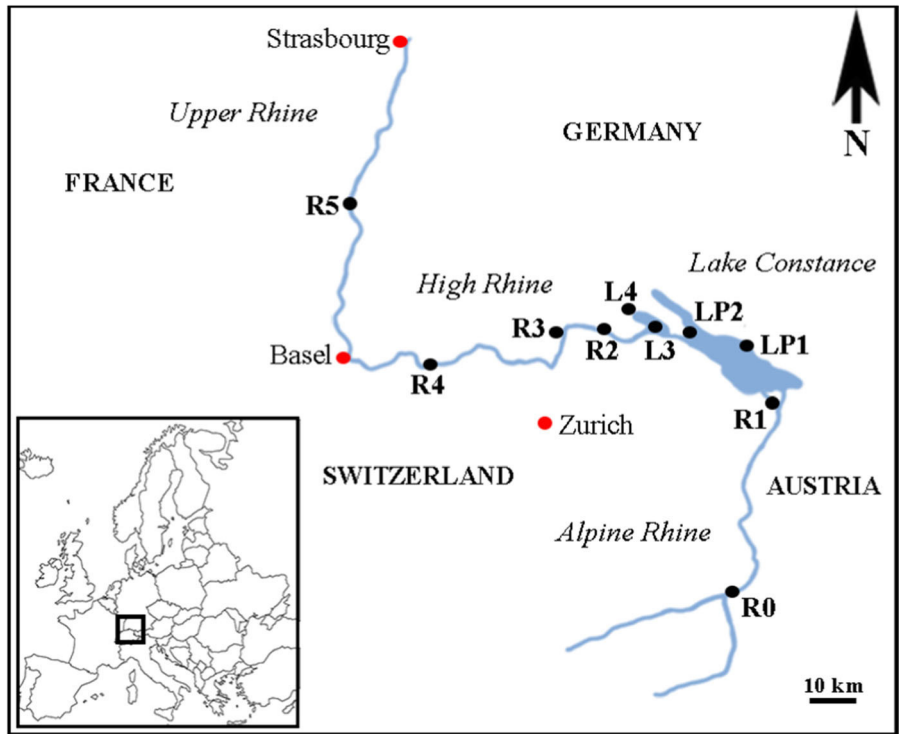 Strasbourg
Upper Rhine
GERMANY
N
FRANCE
R5
Lake Constance
High Rhine
L4
LP2
R3
R2
L3
LP1
Basel
R4
R1
Zurich
SWITZERLAND
AUSTRIA
Alpine Rhine
R0
10 km